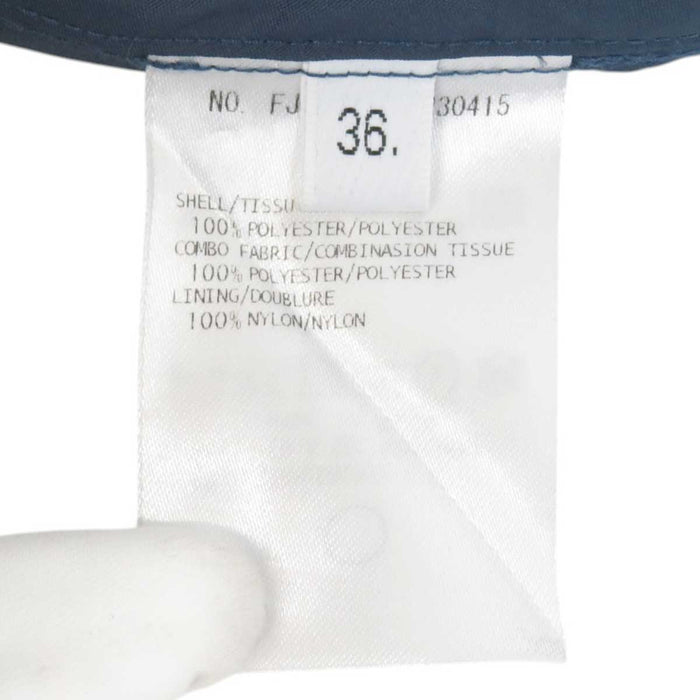 NO. FJ 30415
36.
SHELL/TISSU
100% POLYESTER/POLYESTER
COMBO FABRIC/COMBINASION TISSUE
100% POLYESTER/POLYESTER
LINING/DOUBLURE
100% NYLON/NYLON